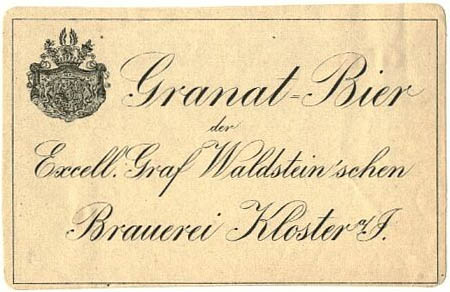 Granat-Bier
der
Excell. Graf Waldstein'schen
Brauerei Kloster a/J.